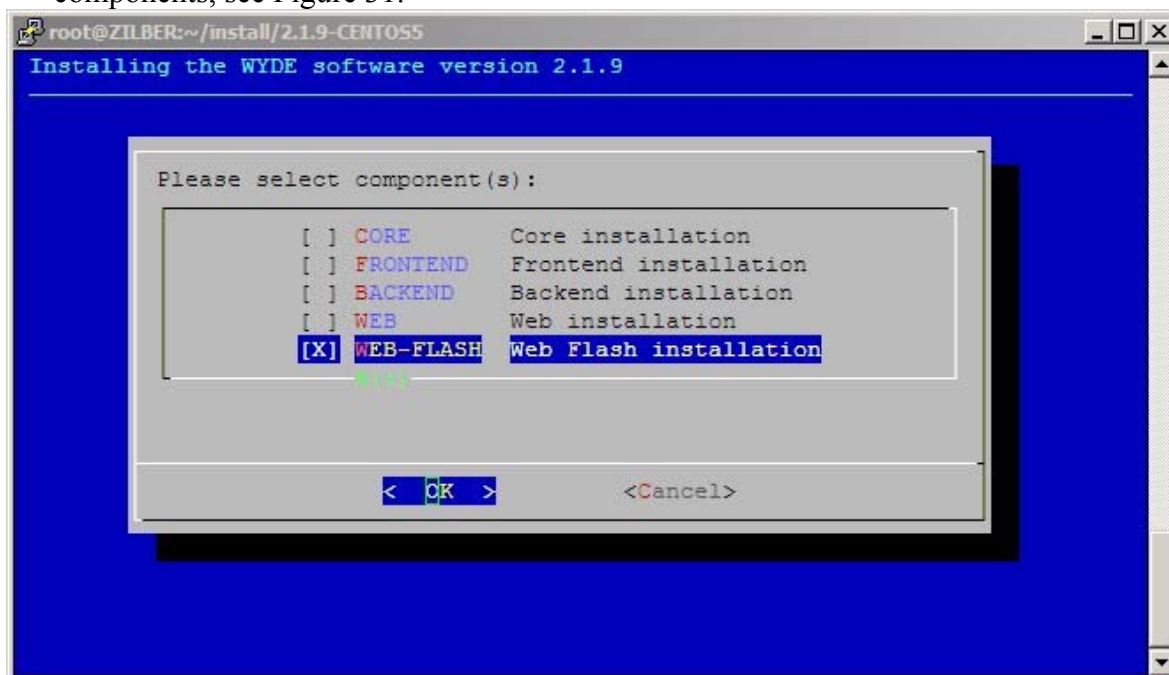 components, see Figure 31.
root@ZILBER:~/install/2.1.9-CENTOS5
Installing the WYDE software version 2.1.9
Please select component(s):
[ ] CORE Core installation
[ ] FRONTEND Frontend installation
[ ] BACKEND Backend installation
[ ] WEB Web installation
[X] WEB-FLASH Web Flash installation
< OK > <Cancel>